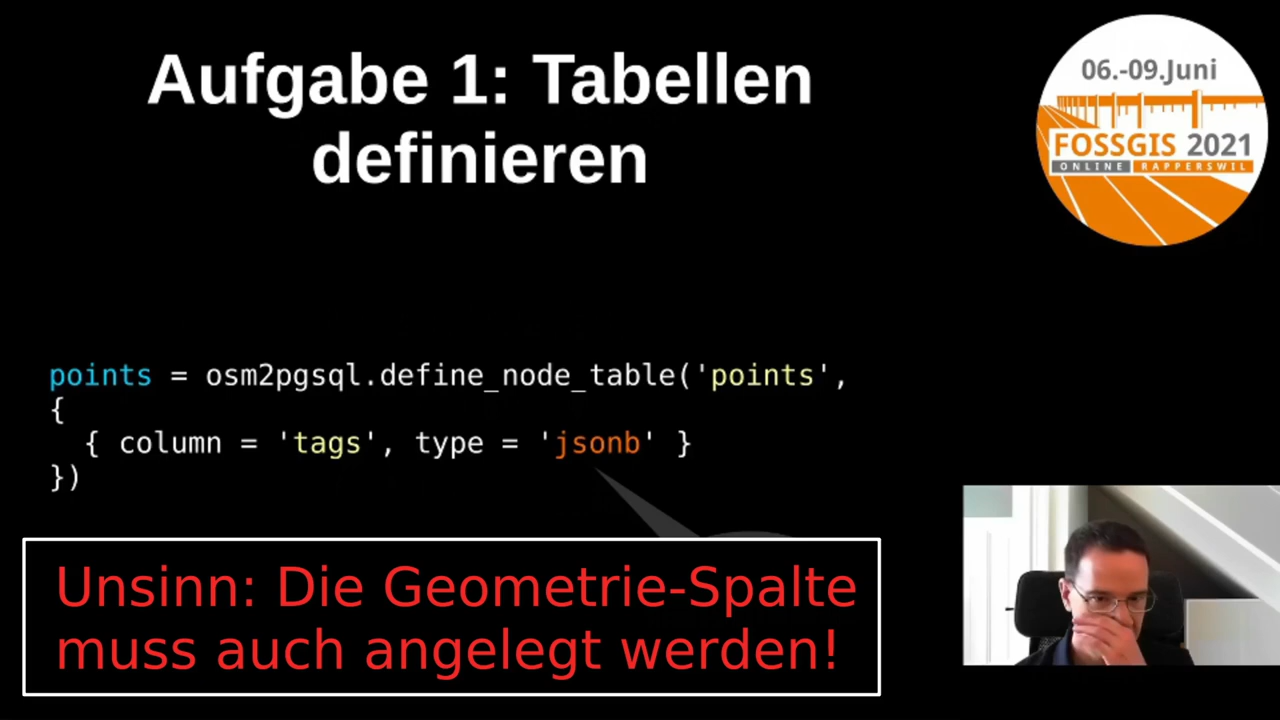 Aufgabe 1: Tabellen
definieren
06.-09.Juni
FOSSGIS 2021
ONLINE RAPPERSWIL
points = osm2pgsql.define_node_table('points',
{
  { column = 'tags', type = 'jsonb' }
})
Unsinn: Die Geometrie-Spalte
muss auch angelegt werden!